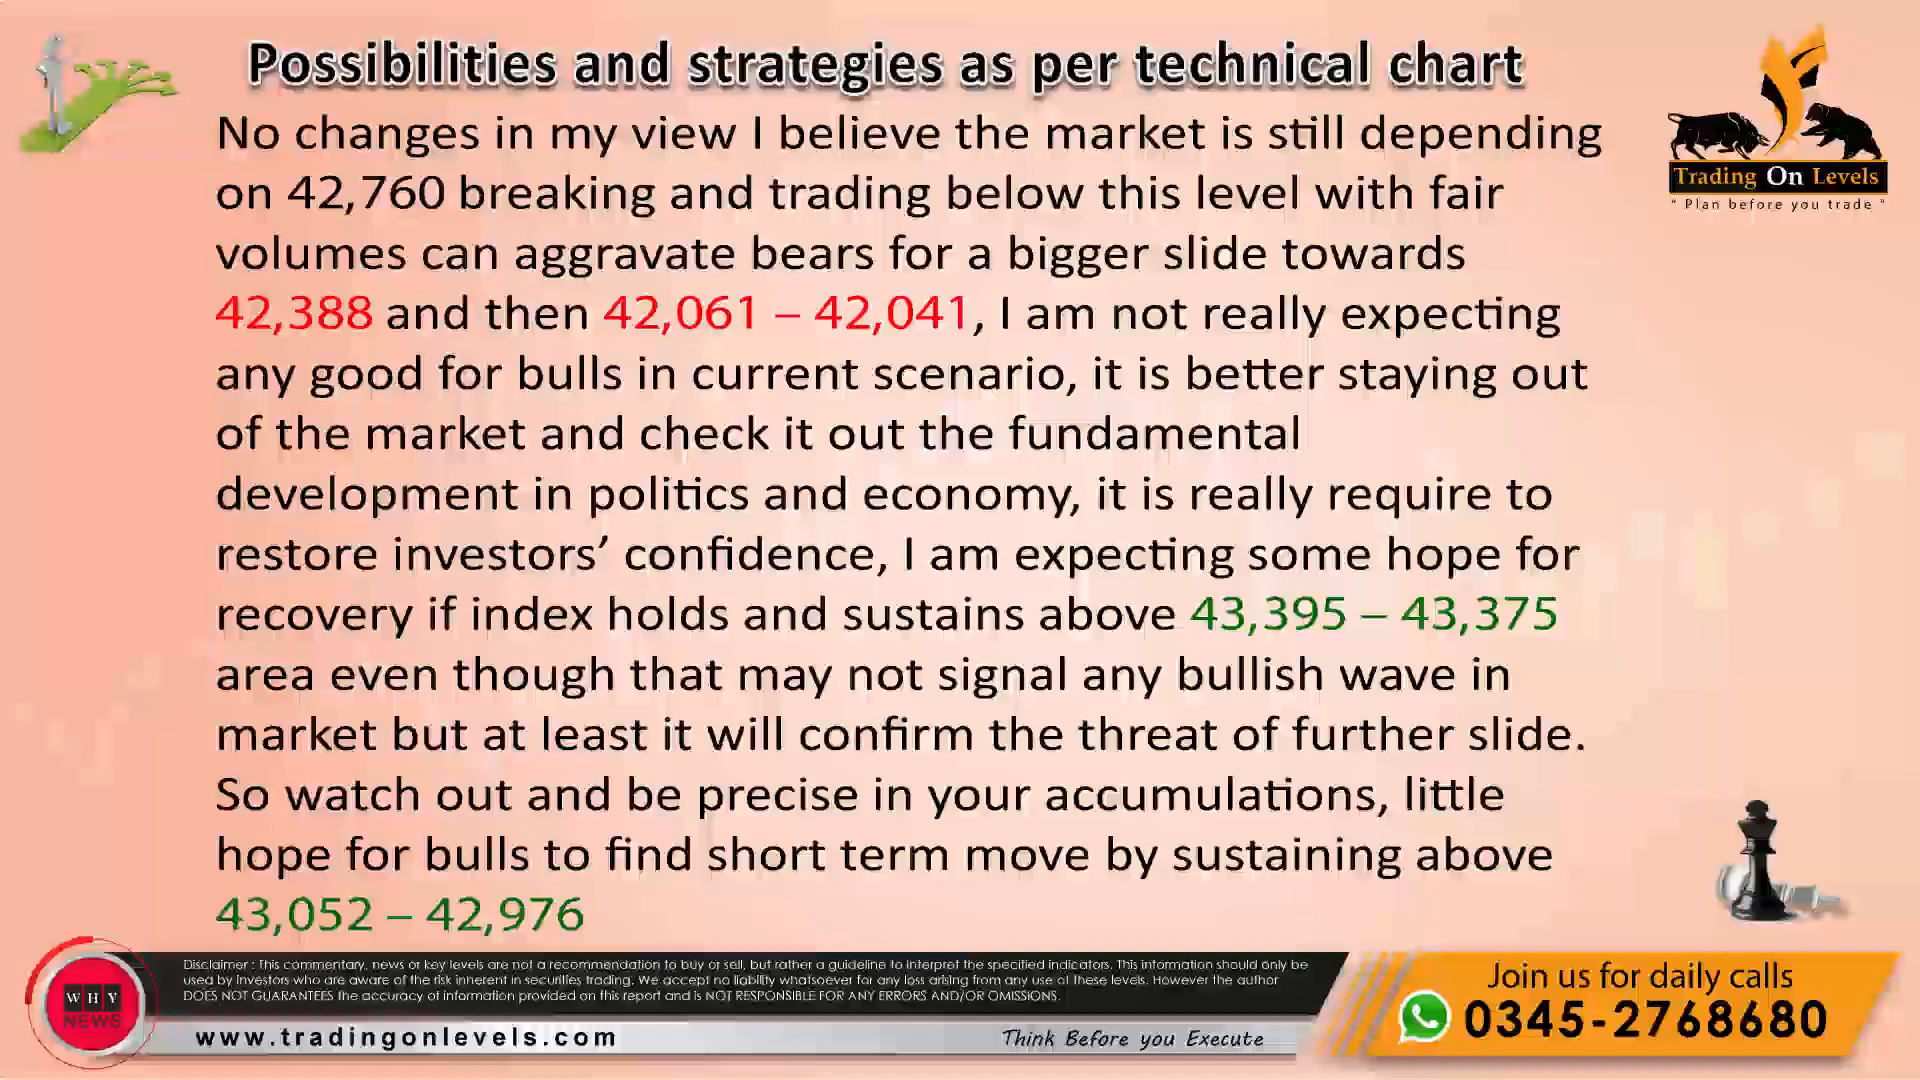 Possibilities and strategies as per technical chart
No changes in my view I believe the market is still depending
on 42,760 breaking and trading below this level with fair
volumes can aggravate bears for a bigger slide towards
42,388 and then 42,061 – 42,041, I am not really expecting
any good for bulls in current scenario, it is better staying out
of the market and check it out the fundamental
development in politics and economy, it is really require to
restore investors’ confidence, I am expecting some hope for
recovery if index holds and sustains above 43,395 – 43,375
area even though that may not signal any bullish wave in
market but at least it will confirm the threat of further slide.
So watch out and be precise in your accumulations, little
hope for bulls to find short term move by sustaining above
43,052 – 42,976
Trading On Levels
" Plan before you trade "
Disclaimer : This commentary, news or key levels are not a recommendation to buy or sell, but rather a guideline to interpret the specified indicators. This information should only be
used by investors who are aware of the risk inherent in securities trading. We accept no liability whatsoever for any loss arising from any use of these levels. However the author
DOES NOT GUARANTEES the accuracy of information provided on this report and is NOT RESPONSIBLE FOR ANY ERRORS AND/OR OMISSIONS.
WHY
NEWS
www.tradingonlevels.com
Think Before you Execute
Join us for daily calls
0345-2768680